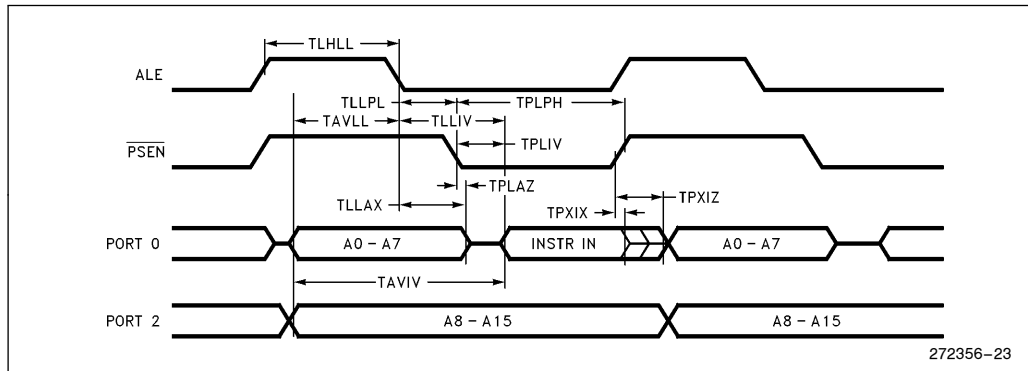 TLHLL
ALE
TLLPL
TPLPH
TAVLL
TLLIV
PSEN
TPLIV
TPLAZ
TPXIZ
TLLAX
TPXIX
PORT 0
A0 – A7
INSTR IN
A0 – A7
TAVIV
PORT 2
A8 – A15
A8 – A15
272356–23